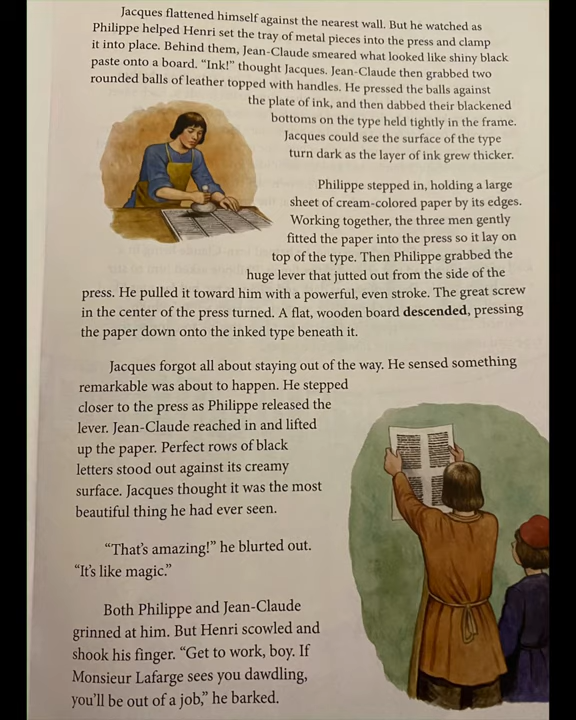 Jacques flattened himself against the nearest wall. But he watched as
Philippe helped Henri set the tray of metal pieces into the press and clamp
it into place. Behind them, Jean-Claude smeared what looked like shiny black
paste onto a board. “Ink!” thought Jacques. Jean-Claude then grabbed two
rounded balls of leather topped with handles. He pressed the balls against
the plate of ink, and then dabbed their blackened
bottoms on the type held tightly in the frame.
Jacques could see the surface of the type
turn dark as the layer of ink grew thicker.
Philippe stepped in, holding a large
sheet of cream-colored paper by its edges.
Working together, the three men gently
fitted the paper into the press so it lay on
top of the type. Then Philippe grabbed the
huge lever that jutted out from the side of the
press. He pulled it toward him with a powerful, even stroke. The great screw
in the center of the press turned. A flat, wooden board descended, pressing
the paper down onto the inked type beneath it.
Jacques forgot all about staying out of the way. He sensed something
remarkable was about to happen. He stepped
closer to the press as Philippe released the
lever. Jean-Claude reached in and lifted
up the paper. Perfect rows of black
letters stood out against its creamy
surface. Jacques thought it was the most
beautiful thing he had ever seen.
“That’s amazing!” he blurted out.
“It’s like magic.”
Both Philippe and Jean-Claude
grinned at him. But Henri scowled and
shook his finger. “Get to work, boy. If
Monsieur Lafarge sees you dawdling,
you’ll be out of a job,” he barked.